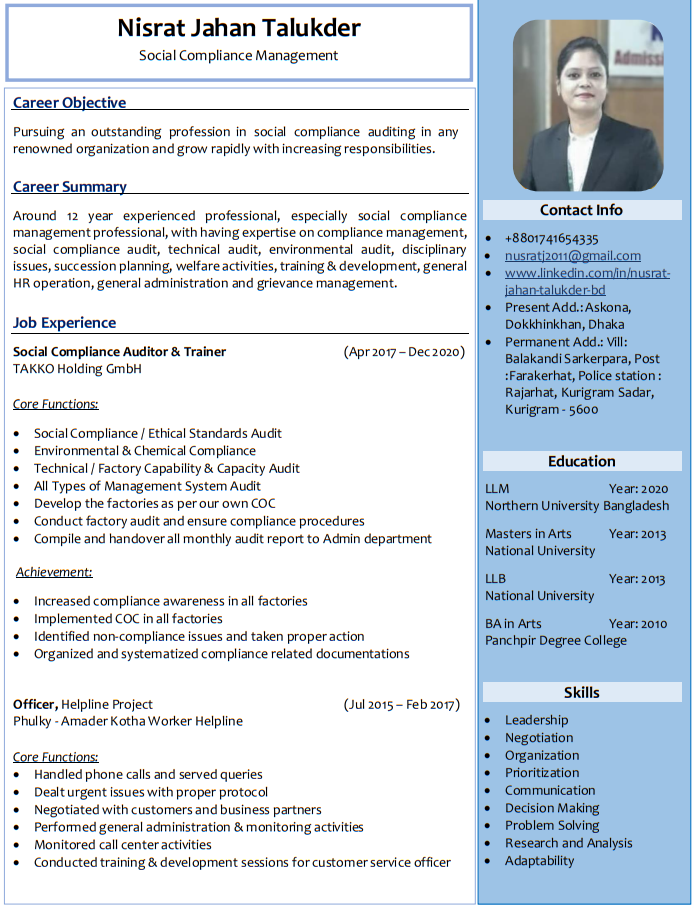 Nisrat Jahan Talukder
Social Compliance Management
Career Objective
Pursuing an outstanding profession in social compliance auditing in any
renowned organization and grow rapidly with increasing responsibilities.
Career Summary
Around 12 year experienced professional, especially social compliance
management professional, with having expertise on compliance management,
social compliance audit, technical audit, environmental audit, disciplinary
issues, succession planning, welfare activities, training & development, general
HR operation, general administration and grievance management.
Job Experience
Social Compliance Auditor & Trainer (Apr 2017 – Dec 2020)
TAKKO Holding GmbH
Core Functions:
• Social Compliance / Ethical Standards Audit
• Environmental & Chemical Compliance
• Technical / Factory Capability & Capacity Audit
• All Types of Management System Audit
• Develop the factories as per our own COC
• Conduct factory audit and ensure compliance procedures
• Compile and handover all monthly audit report to Admin department
Achievement:
• Increased compliance awareness in all factories
• Implemented COC in all factories
• Identified non-compliance issues and taken proper action
• Organized and systematized compliance related documentations
Officer, Helpline Project (Jul 2015 – Feb 2017)
Phulky - Amader Kotha Worker Helpline
Core Functions:
• Handled phone calls and served queries
• Dealt urgent issues with proper protocol
• Negotiated with customers and business partners
• Performed general administration & monitoring activities
• Monitored call center activities
• Conducted training & development sessions for customer service officer
Admiss
Contact Info
• +8801741654335
• nusratj2011@gmail.com
• www.linkedin.com/in/nusrat-
jahan-talukder-bd
• Present Add.: Askona,
Dokkhinkhan, Dhaka
• Permanent Add.: Vill:
Balakandi Sarkerpara, Post
:Farakerhat, Police station :
Rajarhat, Kurigram Sadar,
Kurigram - 5600
Education
LLM Year: 2020
Northern University Bangladesh
Masters in Arts Year: 2013
National University
LLB Year: 2013
National University
BA in Arts Year: 2010
Panchpir Degree College
Skills
• Leadership
• Negotiation
• Organization
• Prioritization
• Communication
• Decision Making
• Problem Solving
• Research and Analysis
• Adaptability